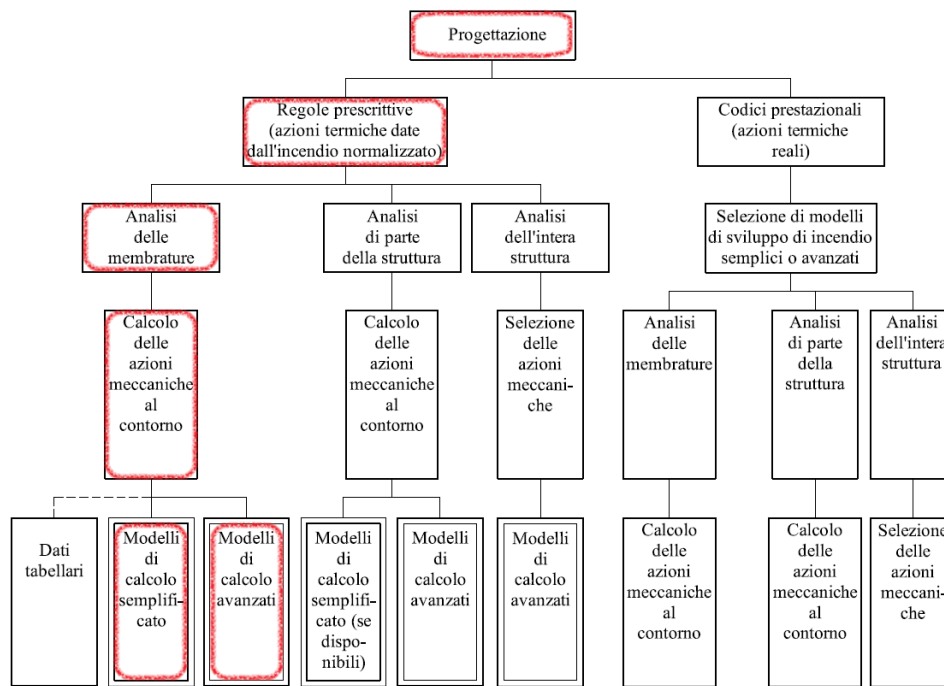 Progettazione
Regole prescrittive
(azioni termiche date
dall'incendio normalizzato)
Codici prestazionali
(azioni termiche
reali)
Analisi
delle
membrature
Analisi
di parte
della struttura
Analisi
dell'intera
struttura
Selezione di modelli
di sviluppo di incendio
semplici o avanzati
Calcolo
delle
azioni
meccaniche
al
contorno
Calcolo
delle
azioni
meccaniche
al
contorno
Selezione
delle
azioni
meccani-
che
Analisi
delle
membrature
Analisi
di parte
della
struttura
Analisi
dell'intera
struttura
Dati
tabellari
Modelli
di
calcolo
semplifi-
cato
Modelli
di
calcolo
avanzati
Modelli
di
calcolo
semplifi-
cato (se
dispo-
nibili)
Modelli
di
calcolo
avanzati
Modelli
di
calcolo
avanzati
Calcolo
delle
azioni
meccaniche
al
contorno
Calcolo
delle
azioni
meccaniche
al
contorno
Selezione
delle
azioni
meccani-
che